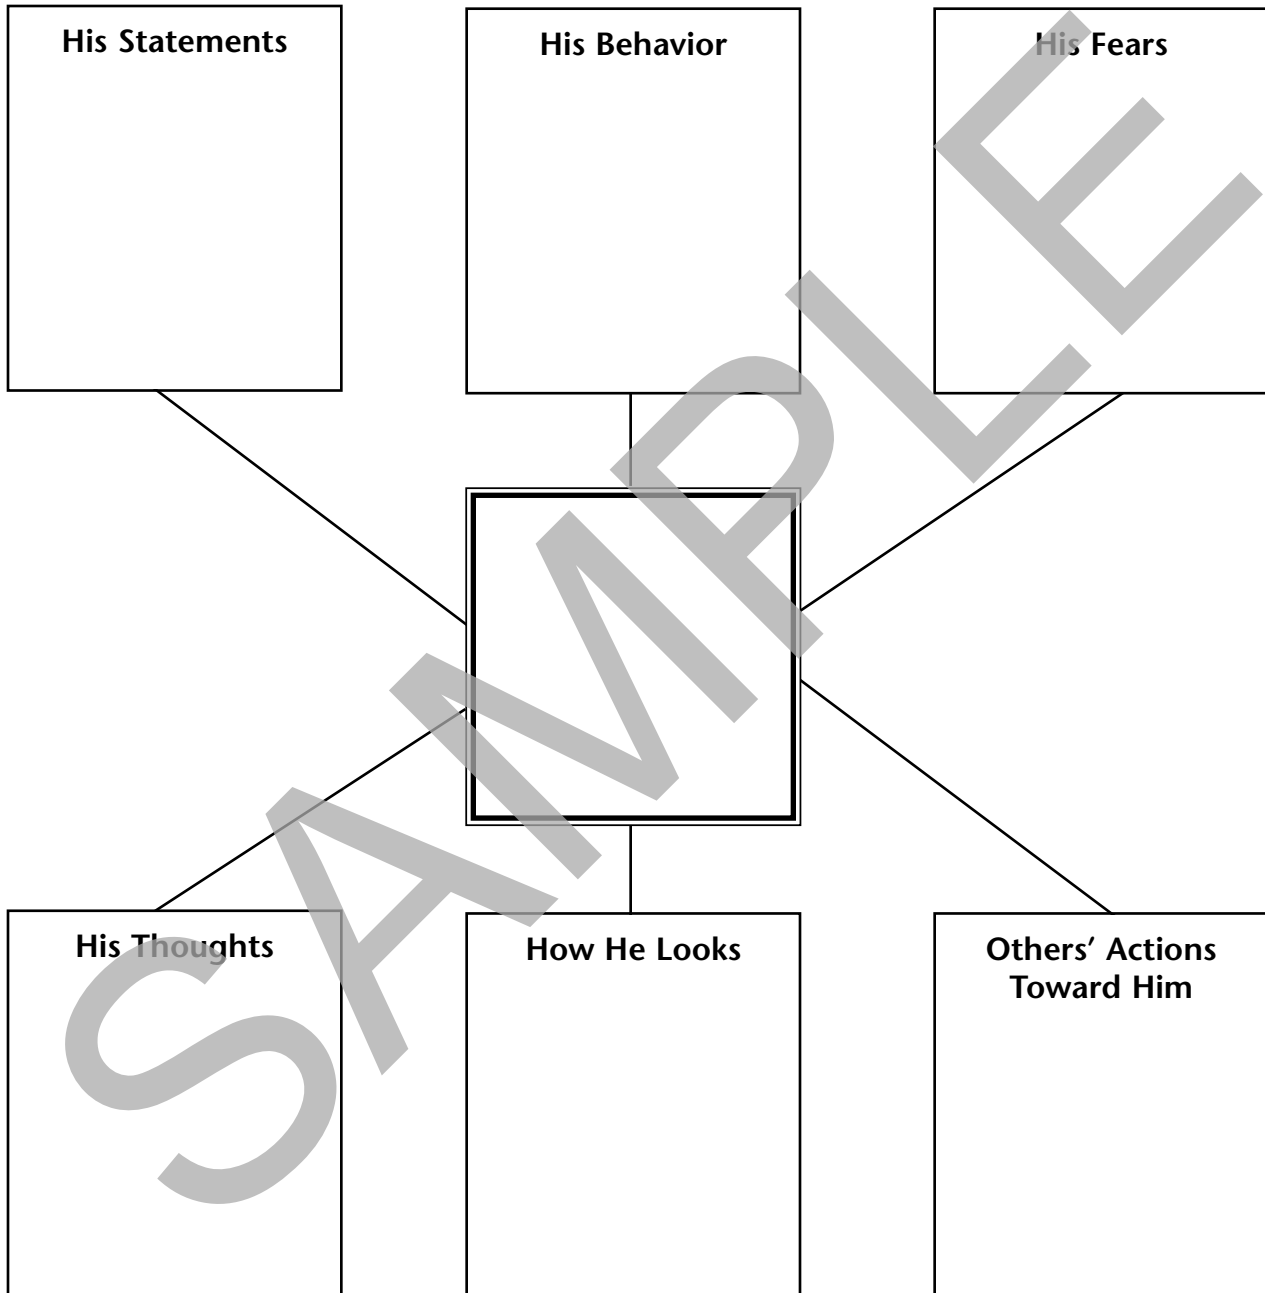 His Statements
His Behavior
His Fears
SAMPLE
His Thoughts
How He Looks
Others’ Actions
Toward Him